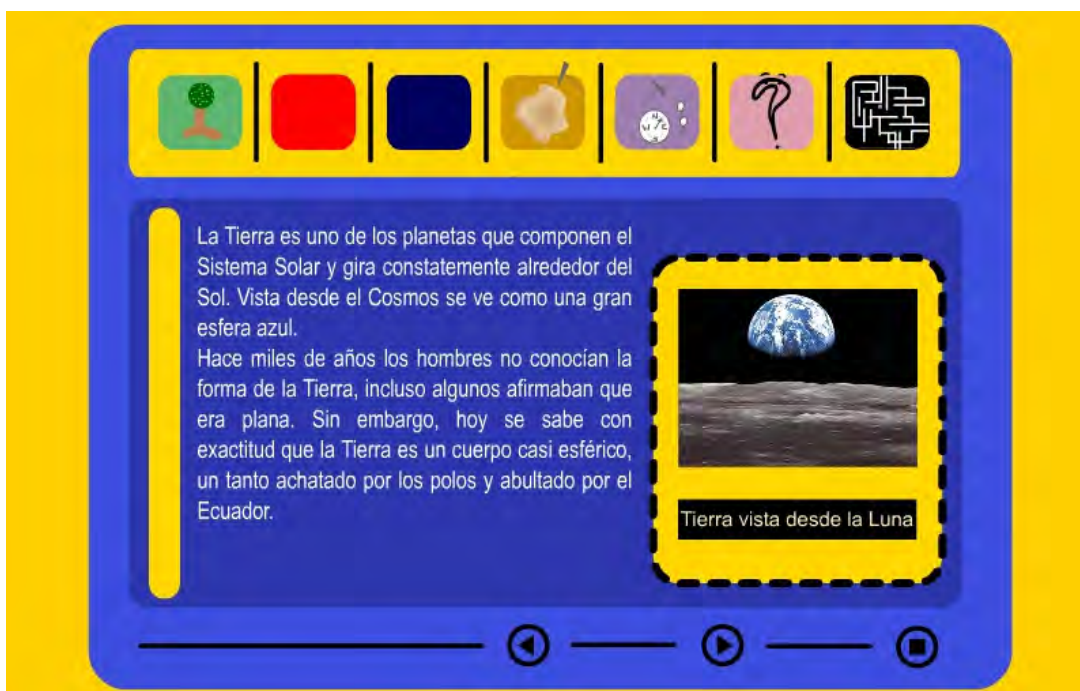 La Tierra es uno de los planetas que componen el
Sistema Solar y gira constatemente alrededor del
Sol. Vista desde el Cosmos se ve como una gran
esfera azul.
Hace miles de años los hombres no conocían la
forma de la Tierra, incluso algunos afirmaban que
era plana. Sin embargo, hoy se sabe con
exactitud que la Tierra es un cuerpo casi esférico,
un tanto achatado por los polos y abultado por el
Ecuador.
Tierra vista desde la Luna